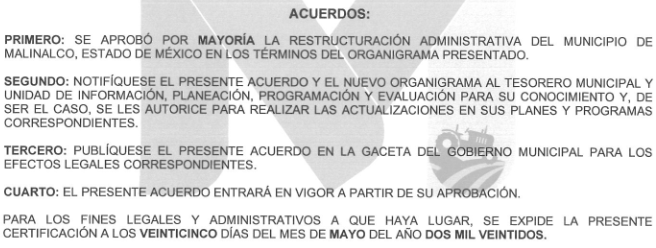 ACUERDOS:
PRIMERO: SE APROBÓ POR MAYORÍA LA RESTRUCTURACIÓN ADMINISTRATIVA DEL MUNICIPIO DE
MALINALCO, ESTADO DE MÉXICO EN LOS TÉRMINOS DEL ORGANIGRAMA PRESENTADO.
SEGUNDO: NOTIFÍQUESE EL PRESENTE ACUERDO Y EL NUEVO ORGANIGRAMA AL TESORERO MUNICIPAL Y
UNIDAD DE INFORMACIÓN, PLANEACIÓN, PROGRAMACIÓN Y EVALUACIÓN PARA SU CONOCIMIENTO Y, DE
SER EL CASO, SE LES AUTORICE PARA REALIZAR LAS ACTUALIZACIONES EN SUS PLANES Y PROGRAMAS
CORRESPONDIENTES.
TERCERO: PUBLÍQUESE EL PRESENTE ACUERDO EN LA GACETA DEL GOBIERNO MUNICIPAL PARA LOS
EFECTOS LEGALES CORRESPONDIENTES.
CUARTO: EL PRESENTE ACUERDO ENTRARÁ EN VIGOR A PARTIR DE SU APROBACIÓN.
PARA LOS FINES LEGALES Y ADMINISTRATIVOS A QUE HAYA LUGAR, SE EXPIDE LA PRESENTE
CERTIFICACIÓN A LOS VEINTICINCO DÍAS DEL MES DE MAYO DEL AÑO DOS MIL VEINTIDOS.